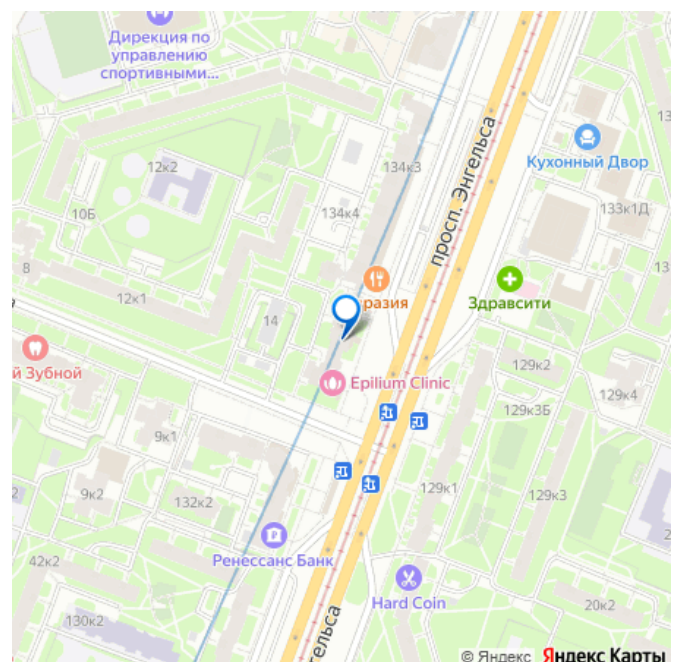 Дирекция по
управлению
спортивными...
134к3
просп. Энгельса
Кухонный Двор
12к2
10Б
134к4
133к1Д
8
12к1
14
разия
Здравсити
й Зубной
Epilium Clinic
129к2
129к4
129к3Б
9к1
9к2
132к2
129к1
129к3
Ренессанс Банк
42к2
Hard Coin
130к2
20к2
гельса
© Яндекс Яндекс Карты